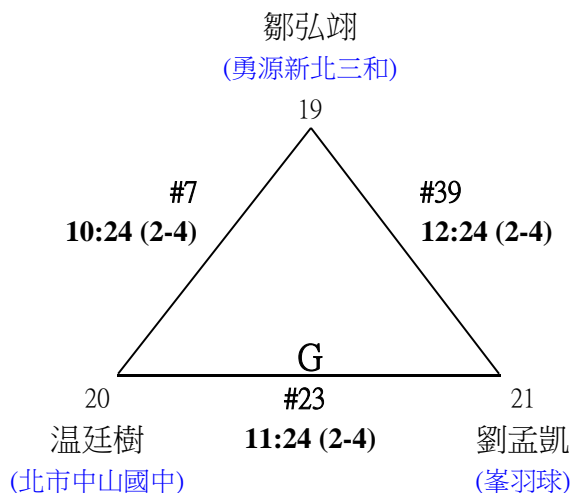 鄒弘翊
(勇源新北三和)
19
#7
10:24 (2-4)
#39
12:24 (2-4)
G
20
#23
21
温廷樹
11:24 (2-4)
劉孟凱
(北市中山國中)
(峯羽球)